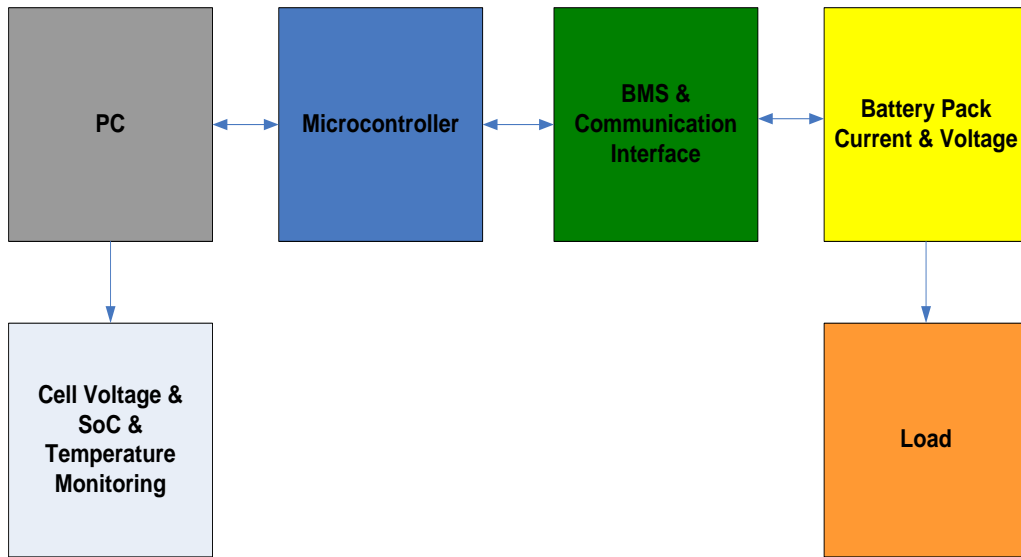 PC
Microcontroller
BMS &
Communication
Interface
Battery Pack
Current & Voltage
Cell Voltage &
SoC &
Temperature
Monitoring
Load